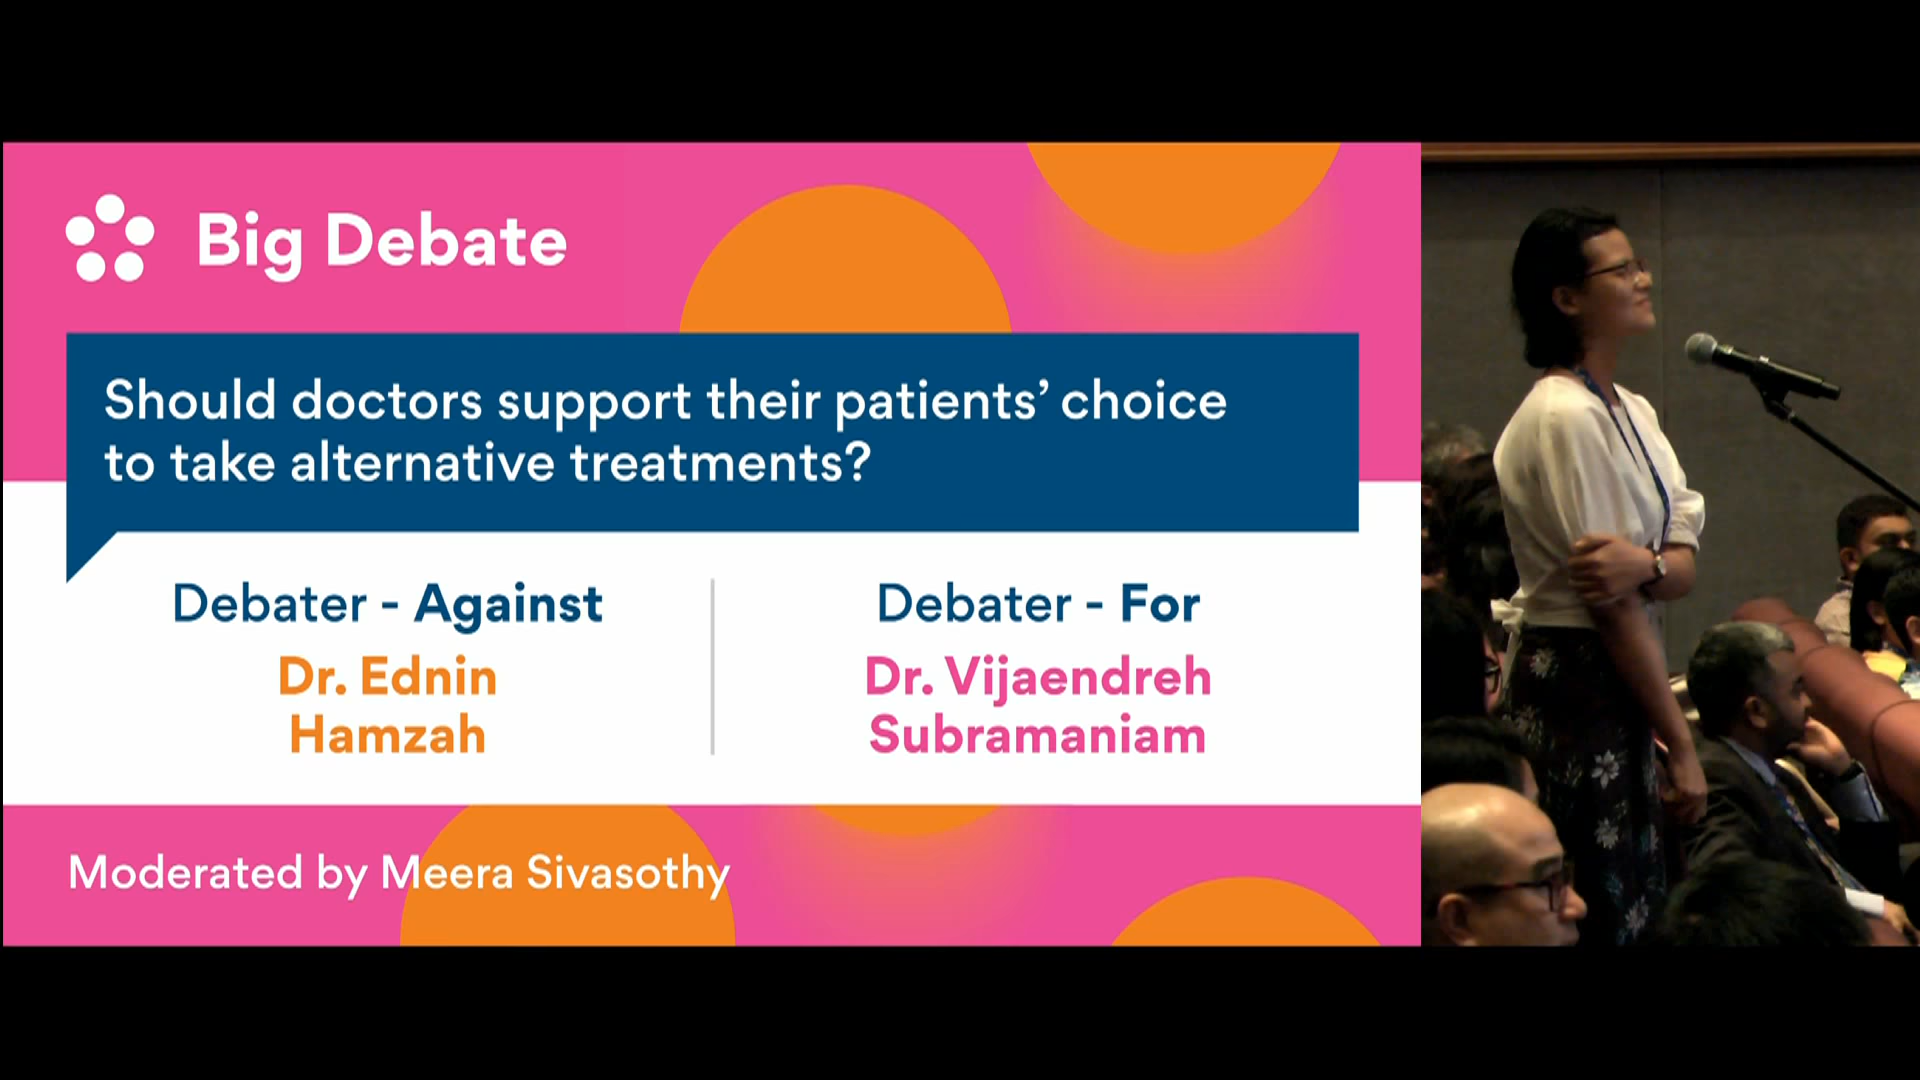 Big Debate
Should doctors support their patients’ choice
to take alternative treatments?
Debater - Against
Dr. Ednin
Hamzah
Debater - For
Dr. Vijaendreh
Subramaniam
Moderated by Meera Sivasothy